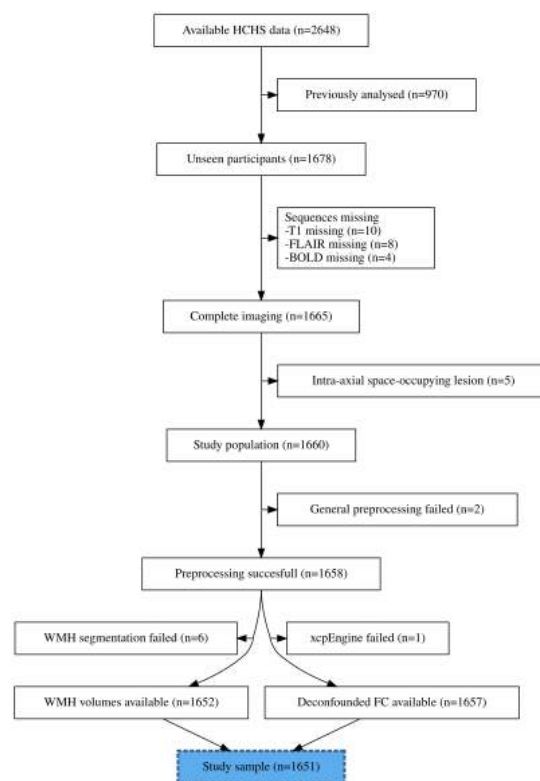 Available HCHS data (n=2648)
Previously analysed (n=970)
Unseen participants (n=1678)
Sequences missing
-T1 missing (n=10)
-FLAIR missing (n=8)
-BOLD missing (n=4)
Complete imaging (n=1665)
Intra-axial space-occupying lesion (n=5)
Study population (n=1660)
General preprocessing failed (n=2)
Preprocessing succesfull (n=1658)
WMH segmentation failed (n=6)
xcpEngine failed (n=1)
WMH volumes available (n=1652)
Deconfounded FC available (n=1657)
Study sample (n=1651)